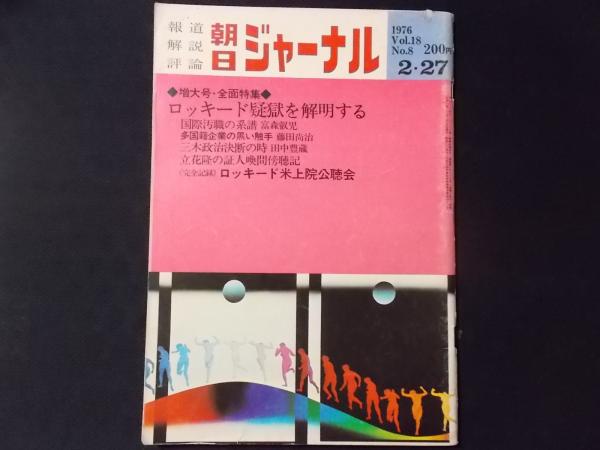 報道
解説
評論
朝日ジャーナル
1976
Vol.18
No.8 200円
2・27
◆増大号・全面特集◆
ロッキード疑獄を解明する
国際汚職の系譜 富森叡児
多国籍企業の黒い触手 藤田尚治
三木政治決断の時 田中豊蔵
立花隆の証人喚問傍聴記
《完全記録》ロッキード米上院公聴会